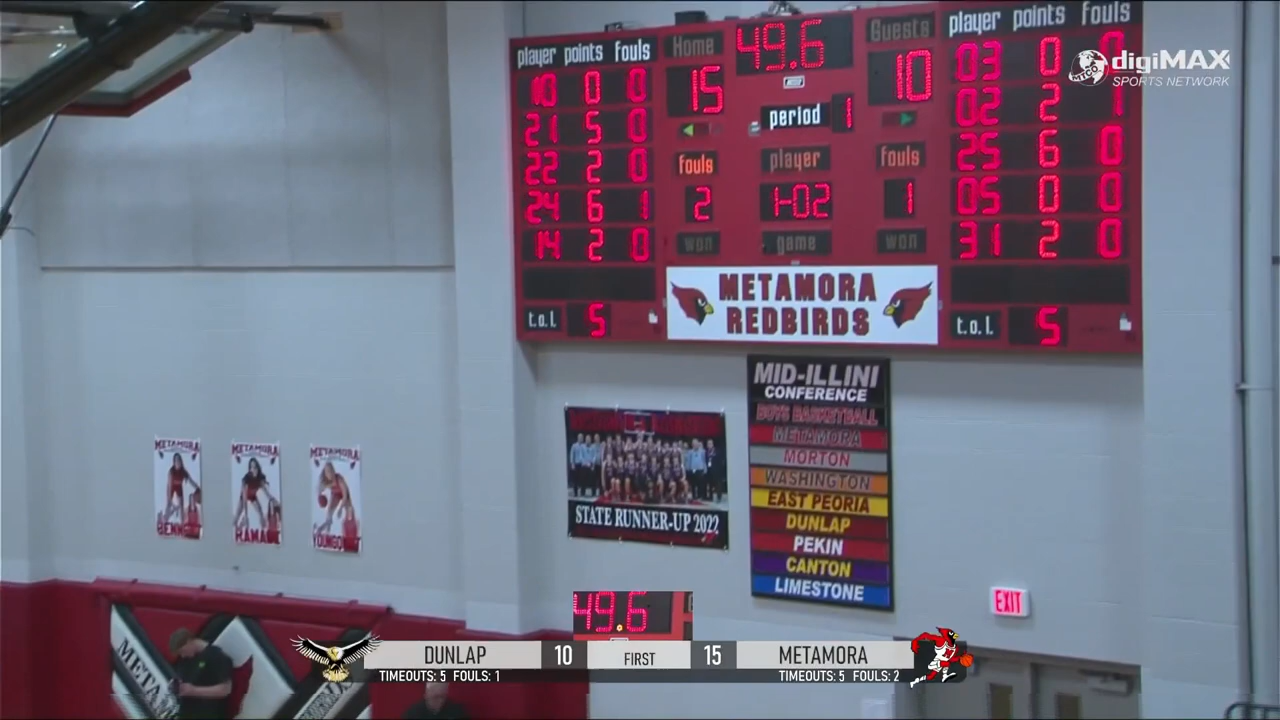 player points fouls
10 0 0
21 5 0
22 2 0
24 6 1
14 2 0
t.o.l. 5
Home 49.6 Guests
15 10
period 1
fouls player fouls
2 1-02 1
won game won
METAMORA
REDBIRDS
player points fouls
03 0 0
02 2 1
25 6 0
05 0 0
31 2 0
t.o.l. 5
MTCO
digiMAX
SPORTS NETWORK
MID-ILLINI
CONFERENCE
BOYS BASKETBALL
METAMORA
MORTON
WASHINGTON
EAST PEORIA
DUNLAP
PEKIN
CANTON
LIMESTONE
STATE RUNNER-UP 2022
METAMORA
METAMORA
METAMORA
EXIT
49.6
DUNLAP 10 FIRST 15 METAMORA
TIMEOUTS: 5 FOULS: 1
TIMEOUTS: 5 FOULS: 2